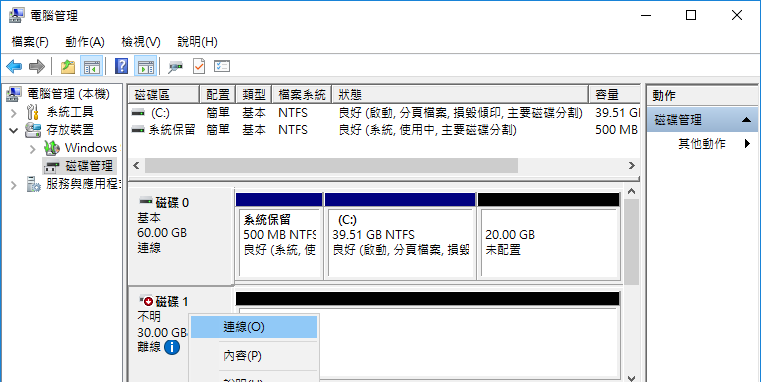 電腦管理
檔案(F) 動作(A) 檢視(V) 說明(H)
電腦管理 (本機)
系統工具
存放裝置
Windows
磁碟管理
服務與應用程式
磁碟區 配置 類型 檔案系統 狀態 容量
(C:) 簡單 基本 NTFS 良好 (啟動, 分頁檔案, 損毀傾印, 主要磁碟分割) 39.51 G
系統保留 簡單 基本 NTFS 良好 (系統, 使用中, 主要磁碟分割) 500 MB
動作
磁碟管理
其他動作
磁碟 0
基本
60.00 GB
連線
系統保留
500 MB NTFS
良好 (系統, 使
(C:)
39.51 GB NTFS
良好 (啟動, 分頁檔案, 損毀
20.00 GB
未配置
磁碟 1
不明
30.00 GB
離線
連線(O)
內容(P)